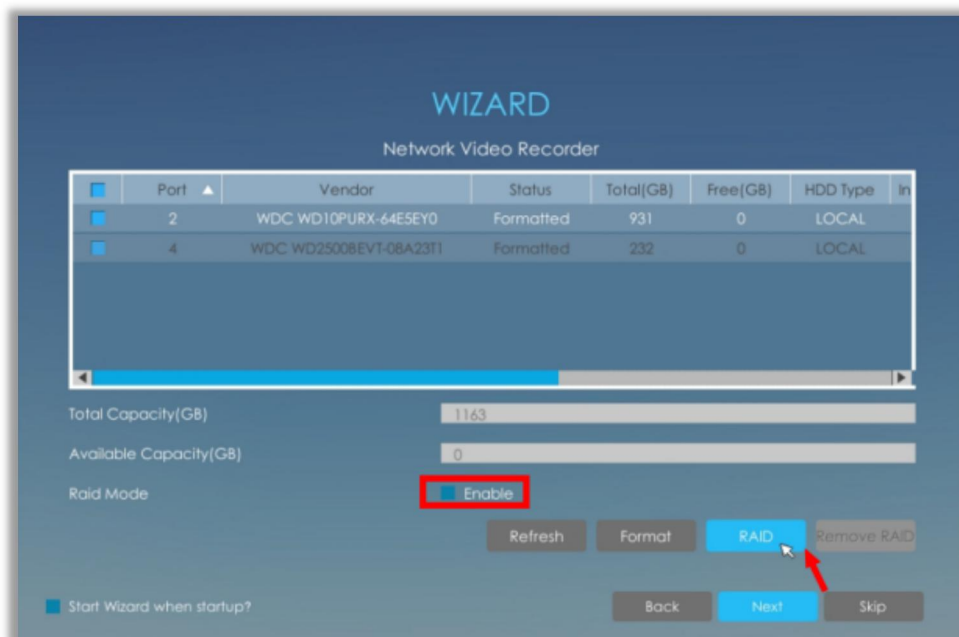 WIZARD
Network Video Recorder
Port Vendor Status Total(GB) Free(GB) HDD Type In
2 WDC WD10PURX-64E5EY0 Formatted 931 0 LOCAL
4 WDC WD2500BEVT-08A23T1 Formatted 232 0 LOCAL
Total Capacity(GB) 1163
Available Capacity(GB) 0
Raid Mode Enable
Refresh Format RAID Remove RAID
Start Wizard when startup? Back Next Skip